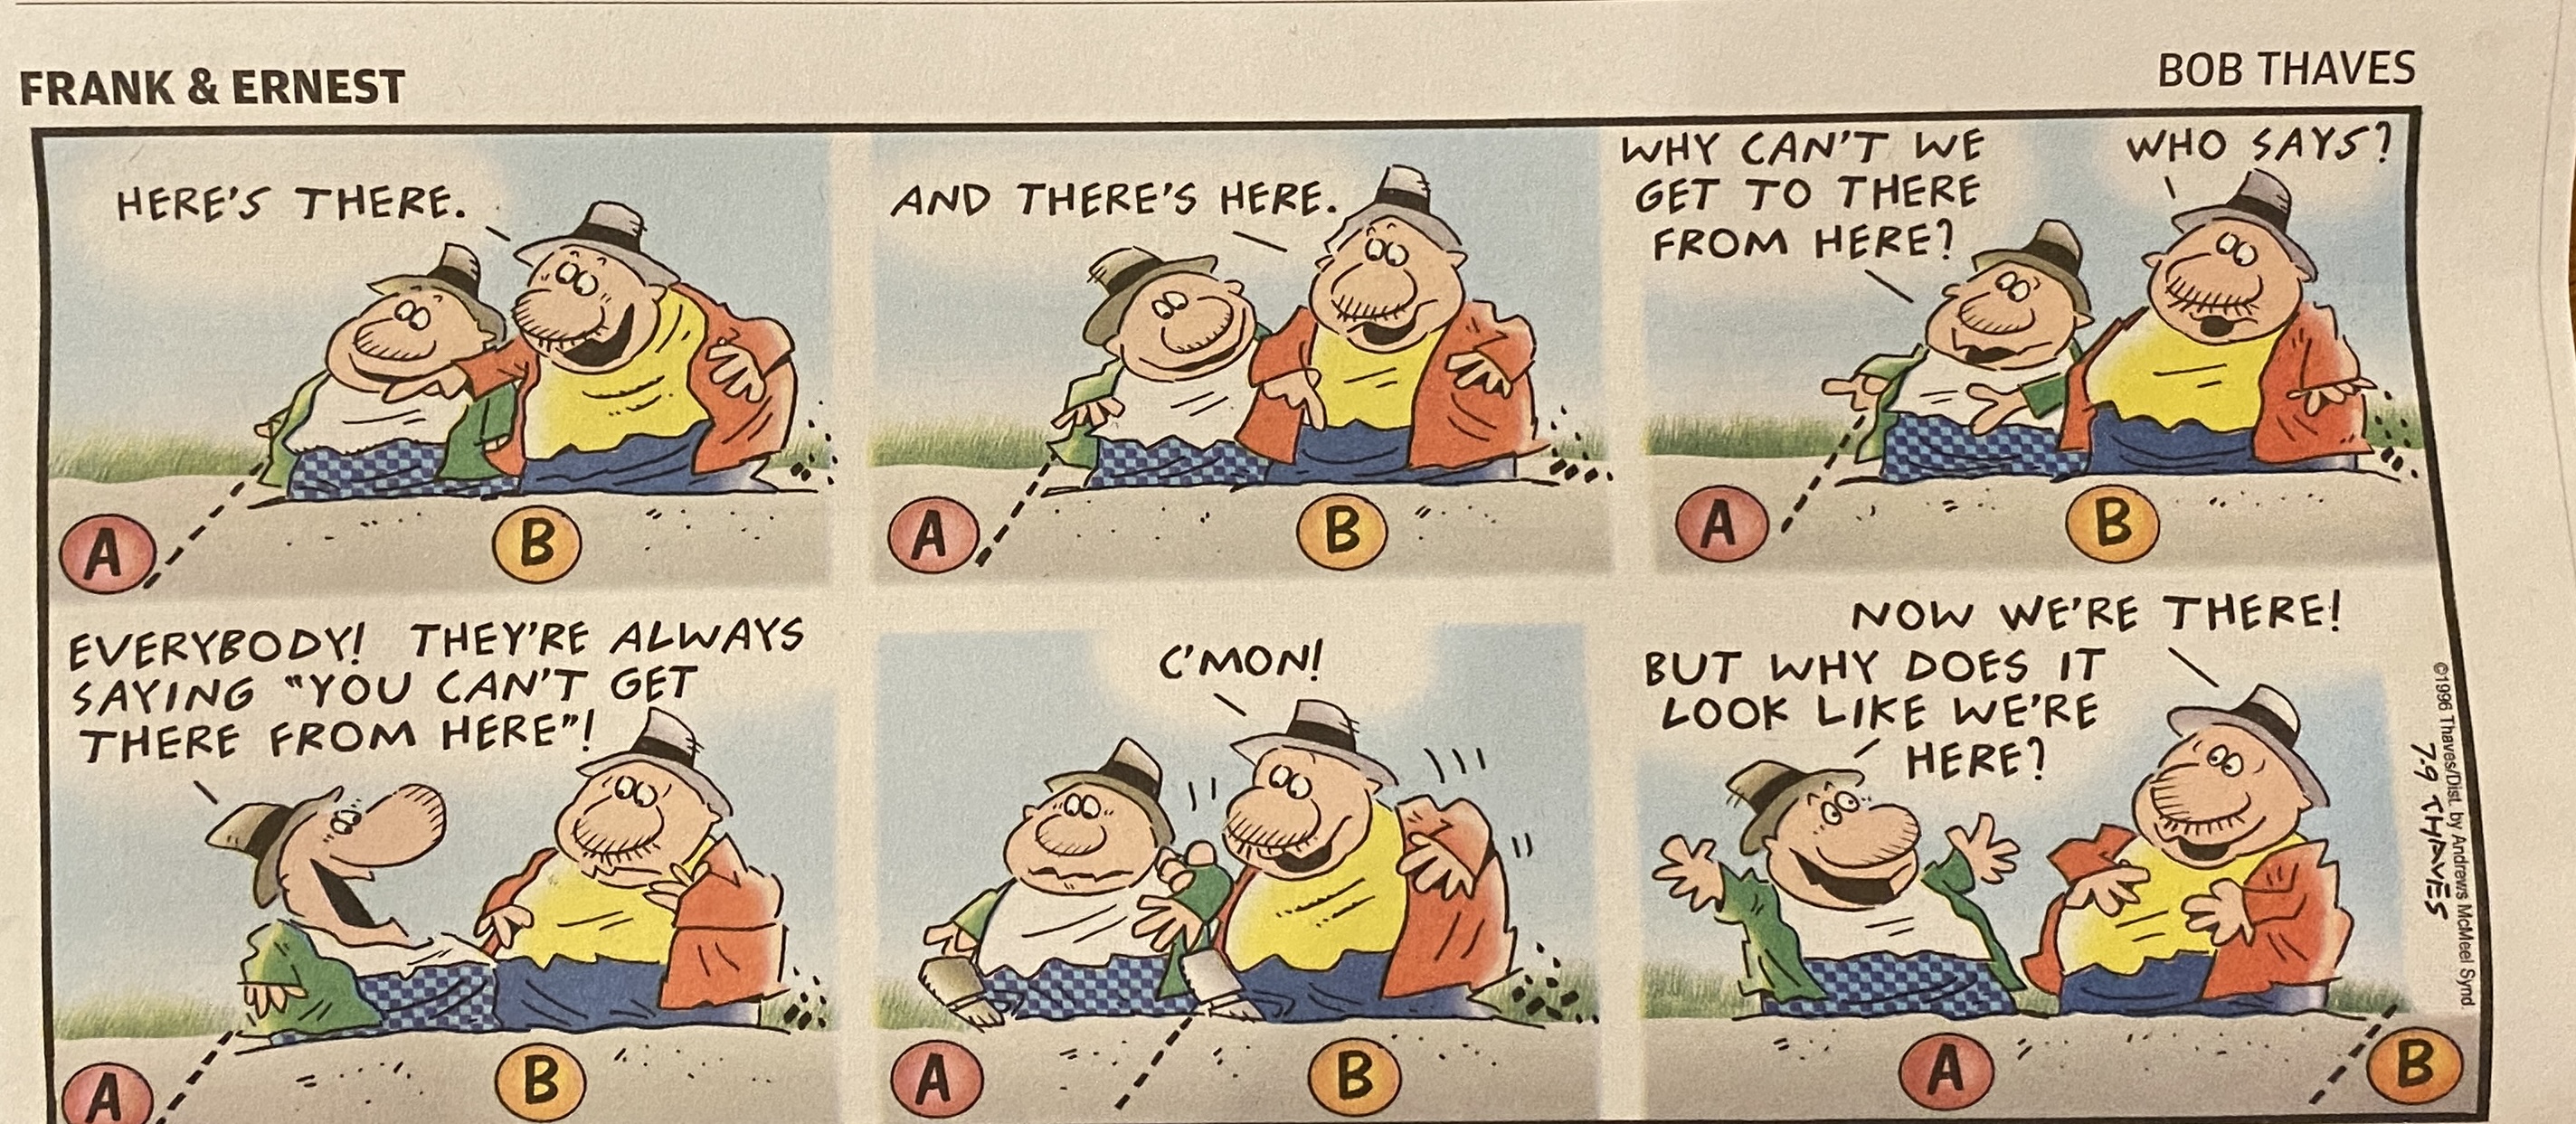 FRANK & ERNEST
BOB THAVES
HERE'S THERE.
A
B
AND THERE'S HERE.
A
B
WHY CAN'T WE
GET TO THERE
FROM HERE?
WHO SAYS?
A
B
EVERYBODY! THEY'RE ALWAYS
SAYING "YOU CAN'T GET
THERE FROM HERE"!
A
B
C'MON!
A
B
NOW WE'RE THERE!
BUT WHY DOES IT
LOOK LIKE WE'RE
HERE?
A
B
©1996 Thaves/Dist. by Andrews McMeel Synd.
7-9 THAVES